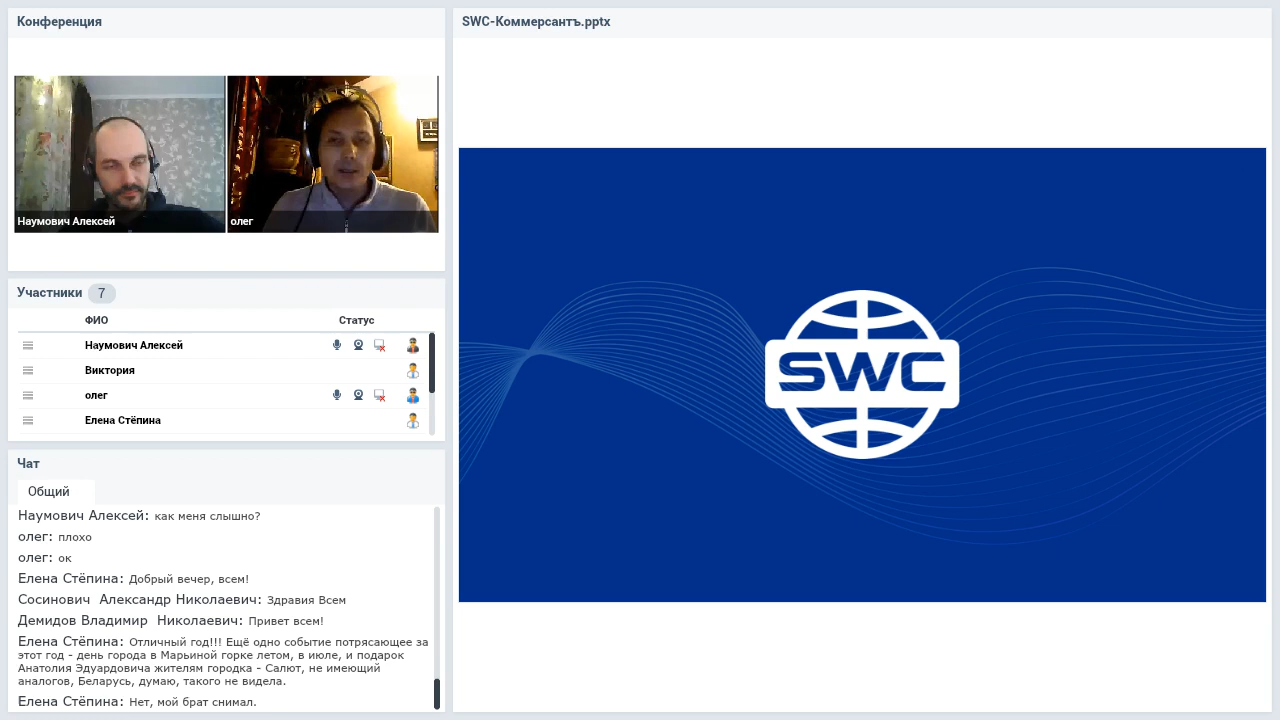 Конференция
Наумович Алексей
олег
Участники 7
ФИО Статус
Наумович Алексей
Виктория
олег
Елена Стёпина
Чат
Общий
Наумович Алексей: как меня слышно?
олег: плохо
олег: ок
Елена Стёпина: Добрый вечер, всем!
Сосинович Александр Николаевич: Здравия Всем
Демидов Владимир Николаевич: Привет всем!
Елена Стёпина: Отличный год!!! Ещё одно событие потрясающее за
этот год - день города в Марьиной горке летом, в июле, и подарок
Анатолия Эдуардовича жителям городка - Салют, не имеющий
аналогов, Беларусь, думаю, такого не видела.
Елена Стёпина: Нет, мой брат снимал.
SWC-Коммерсантъ.pptx
SWC